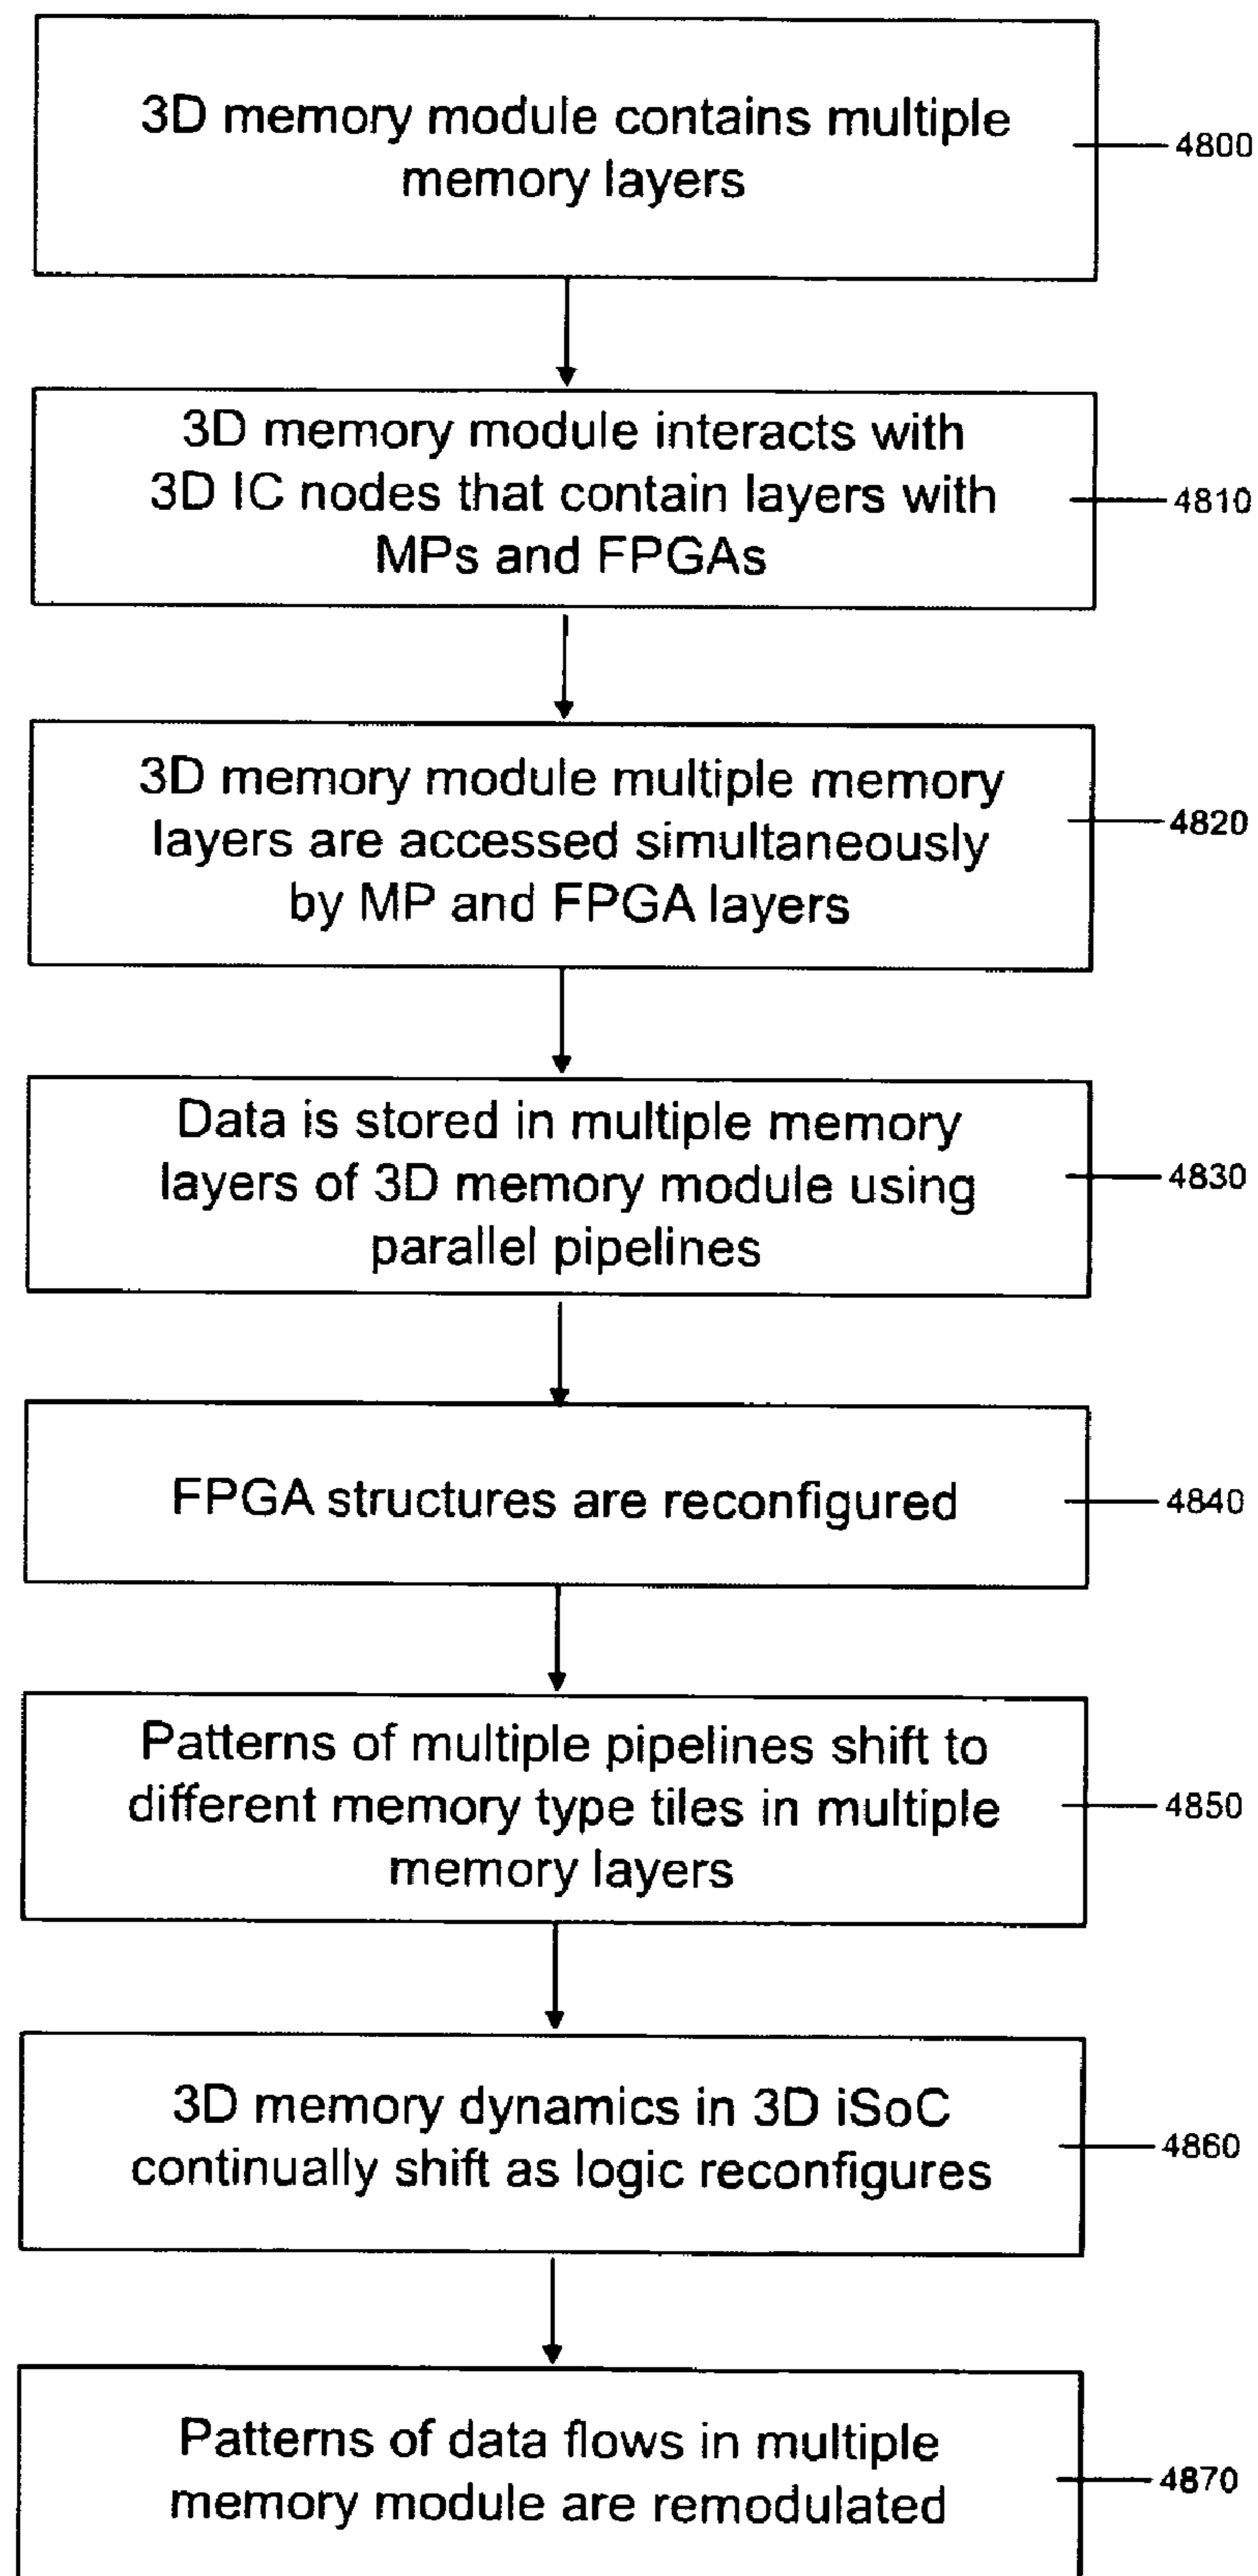 3D memory module contains multiple
memory layers
4800
3D memory module interacts with
3D IC nodes that contain layers with
MPs and FPGAs
4810
3D memory module multiple memory
layers are accessed simultaneously
by MP and FPGA layers
4820
Data is stored in multiple memory
layers of 3D memory module using
parallel pipelines
4830
FPGA structures are reconfigured
4840
Patterns of multiple pipelines shift to
different memory type tiles in multiple
memory layers
4850
3D memory dynamics in 3D iSoC
continually shift as logic reconfigures
4860
Patterns of data flows in multiple
memory module are remodulated
4870